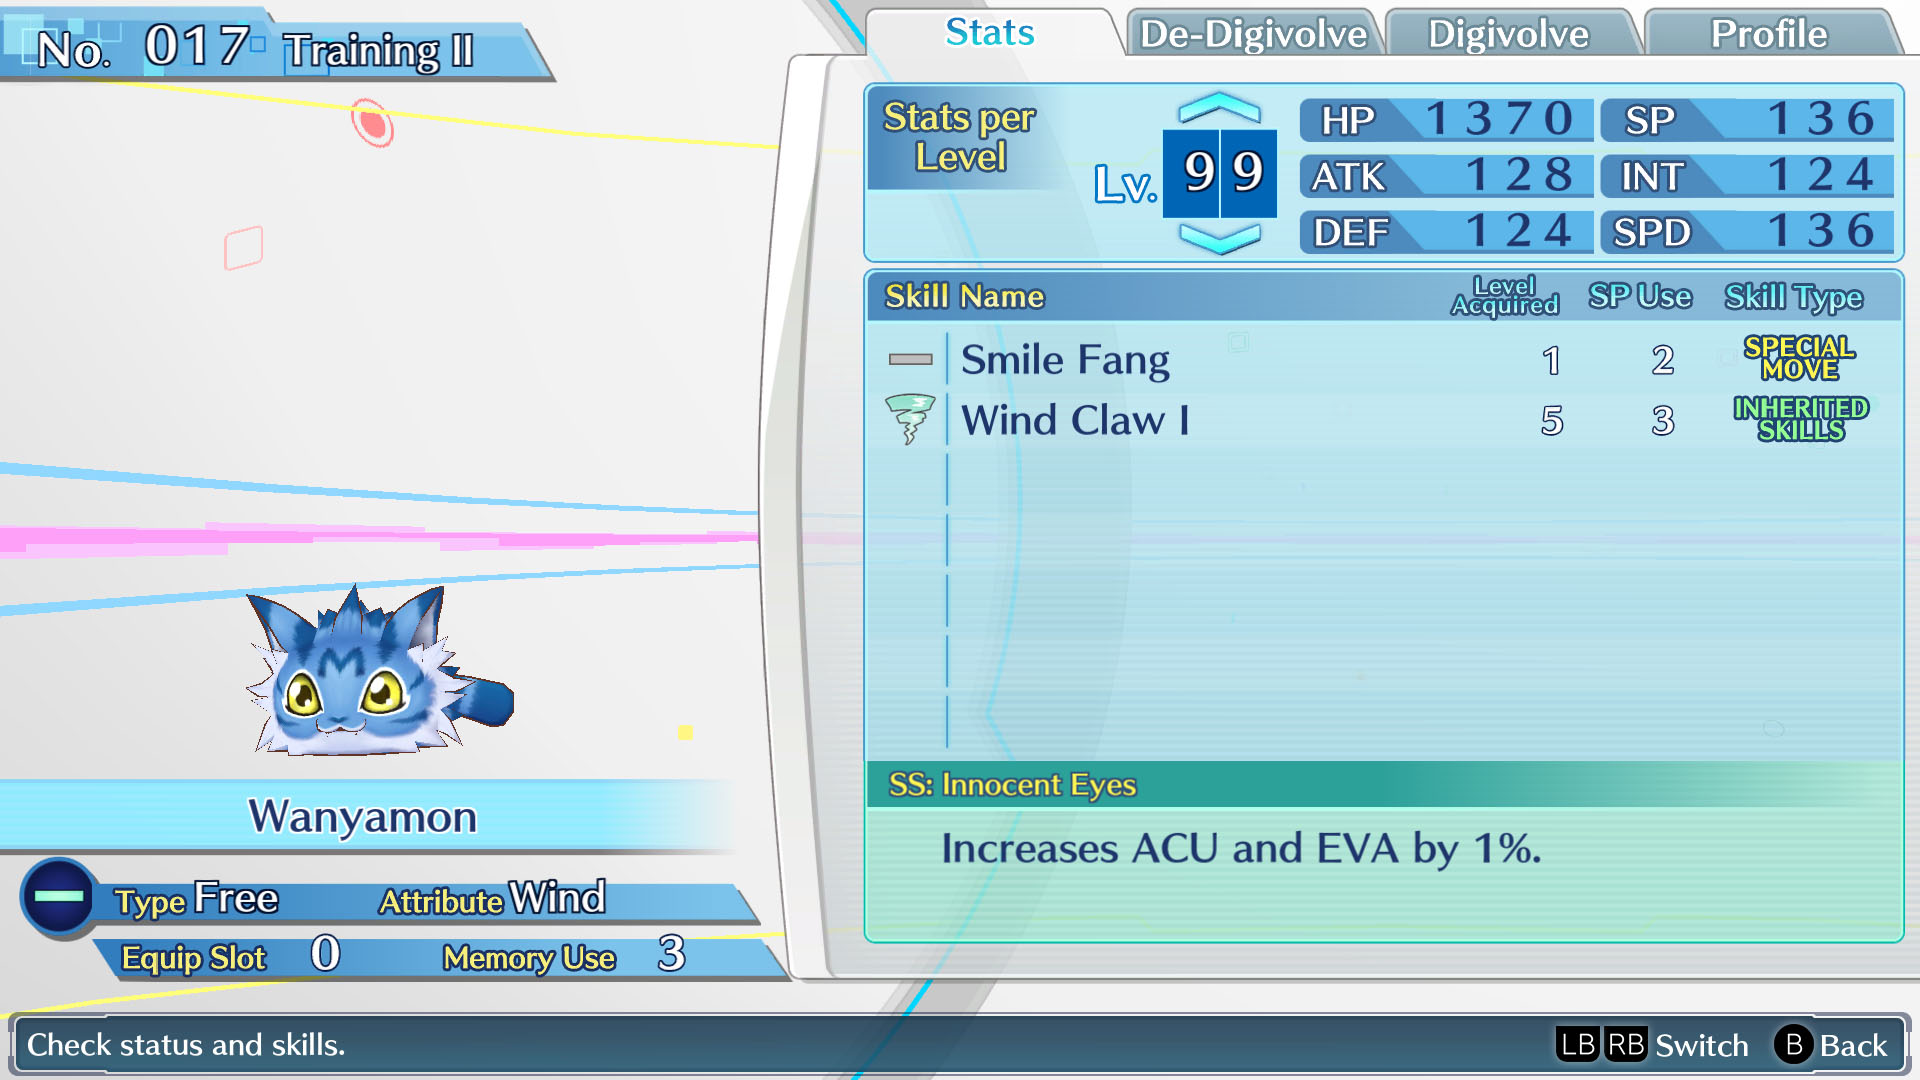 No. 017 Training II
Stats
De-Digivolve
Digivolve
Profile
Stats per
Level
Lv. 99
HP 1370
SP 136
ATK 128
INT 124
DEF 124
SPD 136
Skill Name
Level
Acquired
SP Use
Skill Type
Smile Fang 1 2 SPECIAL
MOVE
Wind Claw I 5 3 INHERITED
SKILLS
SS: Innocent Eyes
Increases ACU and EVA by 1%.
Wanyamon
Type Free Attribute Wind
Equip Slot 0 Memory Use 3
Check status and skills.
LB RB Switch B Back